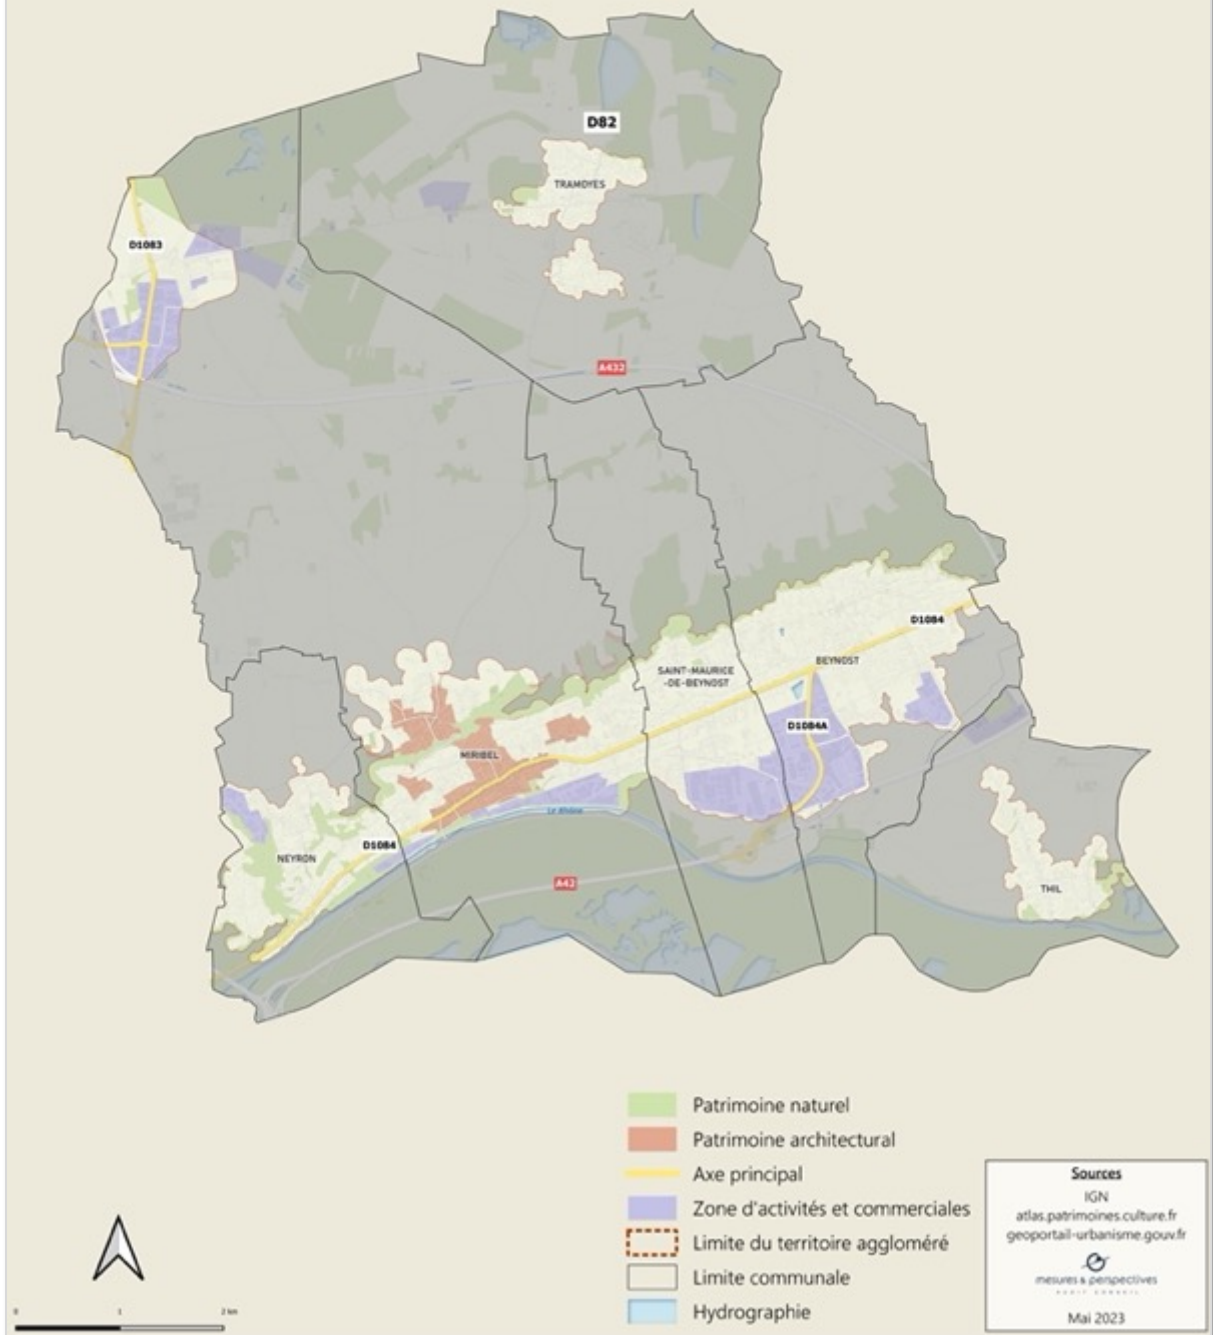 D82
TRAMOYES
D1083
A432
D1084
SAINT-MAURICE
-DE-BEYNOST
BEYNOST
D1084A
MIRIBEL
Le Rhône
D1084
NEYRON
A42
THIL
Patrimoine naturel
Patrimoine architectural
Axe principal
Zone d'activités et commerciales
Limite du territoire aggloméré
Limite communale
Hydrographie
Sources
IGN
atlas.patrimoines.culture.fr
geoportail-urbanisme.gouv.fr
mesures & perspectives
AUDIT CONSEIL
Mai 2023
0 1 2 km